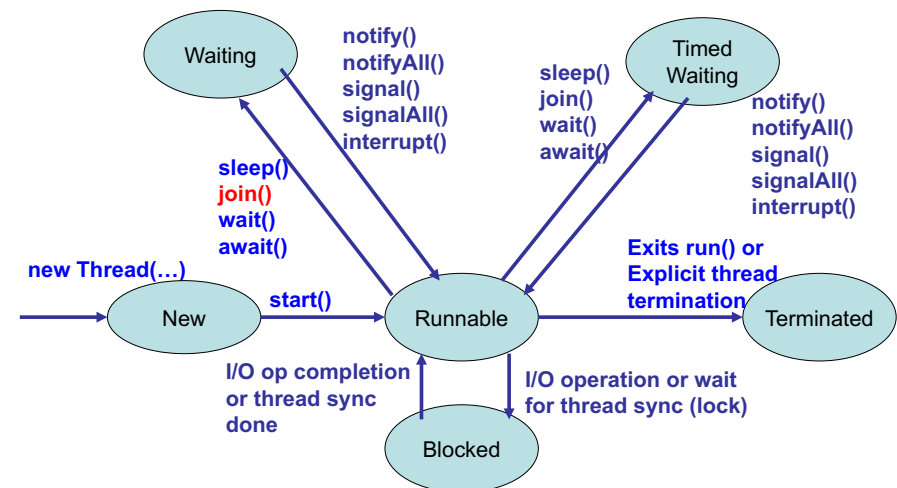 Waiting
notify()
notifyAll()
signal()
signalAll()
interrupt()
Timed
Waiting
sleep()
join()
wait()
await()
notify()
notifyAll()
signal()
signalAll()
interrupt()
sleep()
join()
wait()
await()
new Thread(…)
New
start()
Runnable
Exits run() or
Explicit thread
termination
Terminated
I/O op completion
or thread sync
done
I/O operation or wait
for thread sync (lock)
Blocked